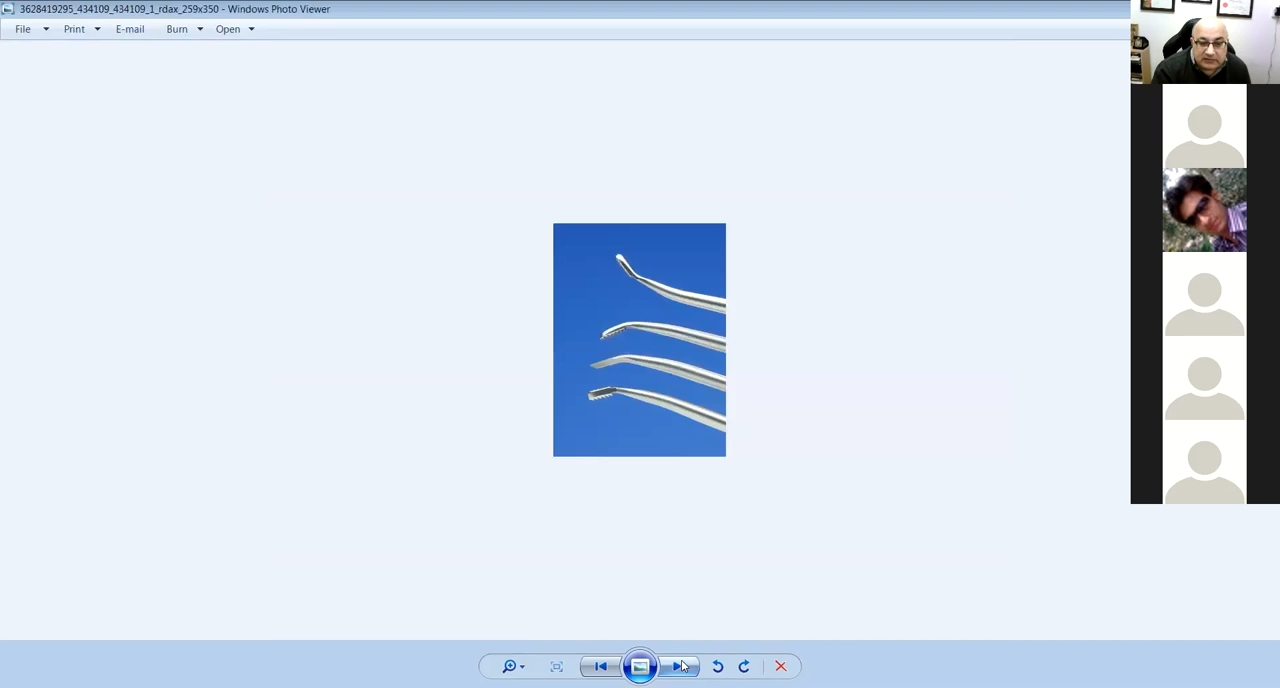 3628419295_434109_434109_1_rdax_259x350 - Windows Photo Viewer
File Print E-mail Burn Open